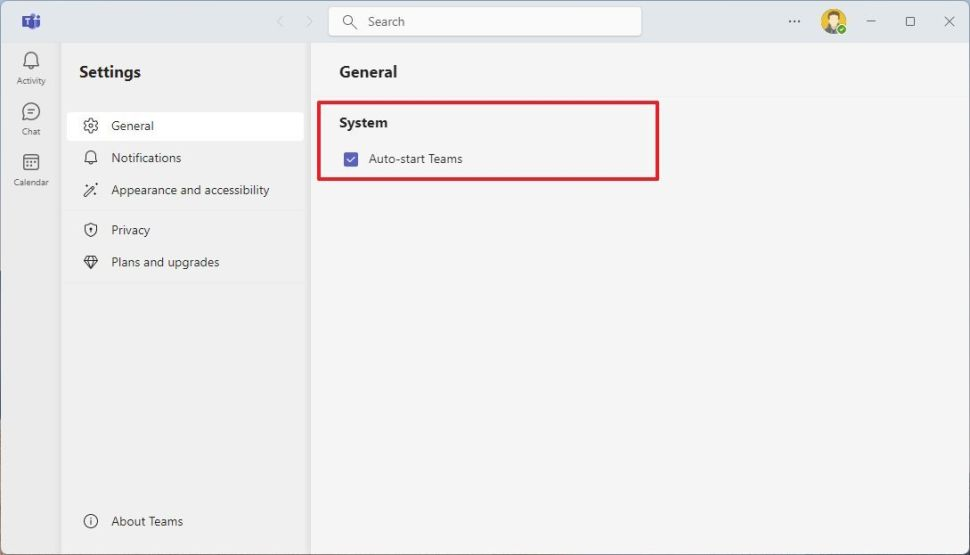 Search
Activity
Chat
Calendar
Settings
General
Notifications
Appearance and accessibility
Privacy
Plans and upgrades
About Teams
General
System
Auto-start Teams